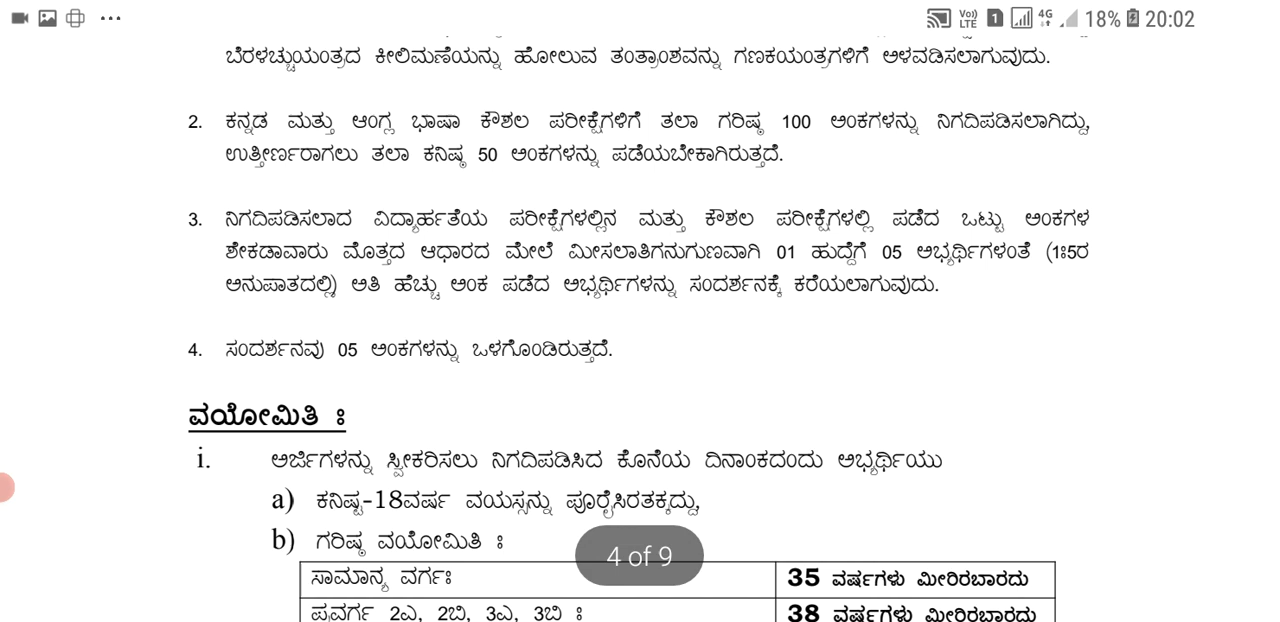 Vo)) LTE 1 4G 18% 20:02
ಬೆರಳಚ್ಚುಯಂತ್ರದ ಕೀಲಿಮಣೆಯನ್ನು ಹೋಲುವ ತಂತ್ರಾಂಶವನ್ನು ಗಣಕಯಂತ್ರಗಳಿಗೆ ಅಳವಡಿಸಲಾಗುವುದು.
2. ಕನ್ನಡ ಮತ್ತು ಆಂಗ್ಲ ಭಾಷಾ ಕೌಶಲ ಪರೀಕ್ಷೆಗಳಿಗೆ ತಲಾ ಗರಿಷ್ಠ 100 ಅಂಕಗಳನ್ನು ನಿಗದಿಪಡಿಸಲಾಗಿದ್ದು,
ಉತ್ತೀರ್ಣರಾಗಲು ತಲಾ ಕನಿಷ್ಠ 50 ಅಂಕಗಳನ್ನು ಪಡೆಯಬೇಕಾಗಿರುತ್ತದೆ.
3. ನಿಗದಿಪಡಿಸಲಾದ ವಿದ್ಯಾರ್ಹತೆಯ ಪರೀಕ್ಷೆಗಳಲ್ಲಿನ ಮತ್ತು ಕೌಶಲ ಪರೀಕ್ಷೆಗಳಲ್ಲಿ ಪಡೆದ ಒಟ್ಟು ಅಂಕಗಳ
ಶೇಕಡಾವಾರು ಮೊತ್ತದ ಆಧಾರದ ಮೇಲೆ ಮೀಸಲಾತಿಗನುಗುಣವಾಗಿ 01 ಹುದ್ದೆಗೆ 05 ಅಭ್ಯರ್ಥಿಗಳಂತೆ (1ಃ5ರ
ಅನುಪಾತದಲ್ಲಿ) ಅತಿ ಹೆಚ್ಚು ಅಂಕ ಪಡೆದ ಅಭ್ಯರ್ಥಿಗಳನ್ನು ಸಂದರ್ಶನಕ್ಕೆ ಕರೆಯಲಾಗುವುದು.
4. ಸಂದರ್ಶನವು 05 ಅಂಕಗಳನ್ನು ಒಳಗೊಂಡಿರುತ್ತದೆ.
ವಯೋಮಿತಿ ಃ
i. ಅರ್ಜಿಗಳನ್ನು ಸ್ವೀಕರಿಸಲು ನಿಗದಿಪಡಿಸಿದ ಕೊನೆಯ ದಿನಾಂಕದಂದು ಅಭ್ಯರ್ಥಿಯು
a) ಕನಿಷ್ಟ-18ವರ್ಷ ವಯಸ್ಸನ್ನು ಪೂರೈಸಿರತಕ್ಕದ್ದು,
b) ಗರಿಷ್ಠ ವಯೋಮಿತಿ ಃ
4 of 9
ಸಾಮಾನ್ಯ ವರ್ಗಃ 35 ವರ್ಷಗಳು ಮೀರಿರಬಾರದು
ಪ್ರವರ್ಗ 2ಎ, 2ಬಿ, 3ಎ, 3ಬಿ ಃ 38 ವರ್ಷಗಳು ಮೀರಿರಬಾರದು